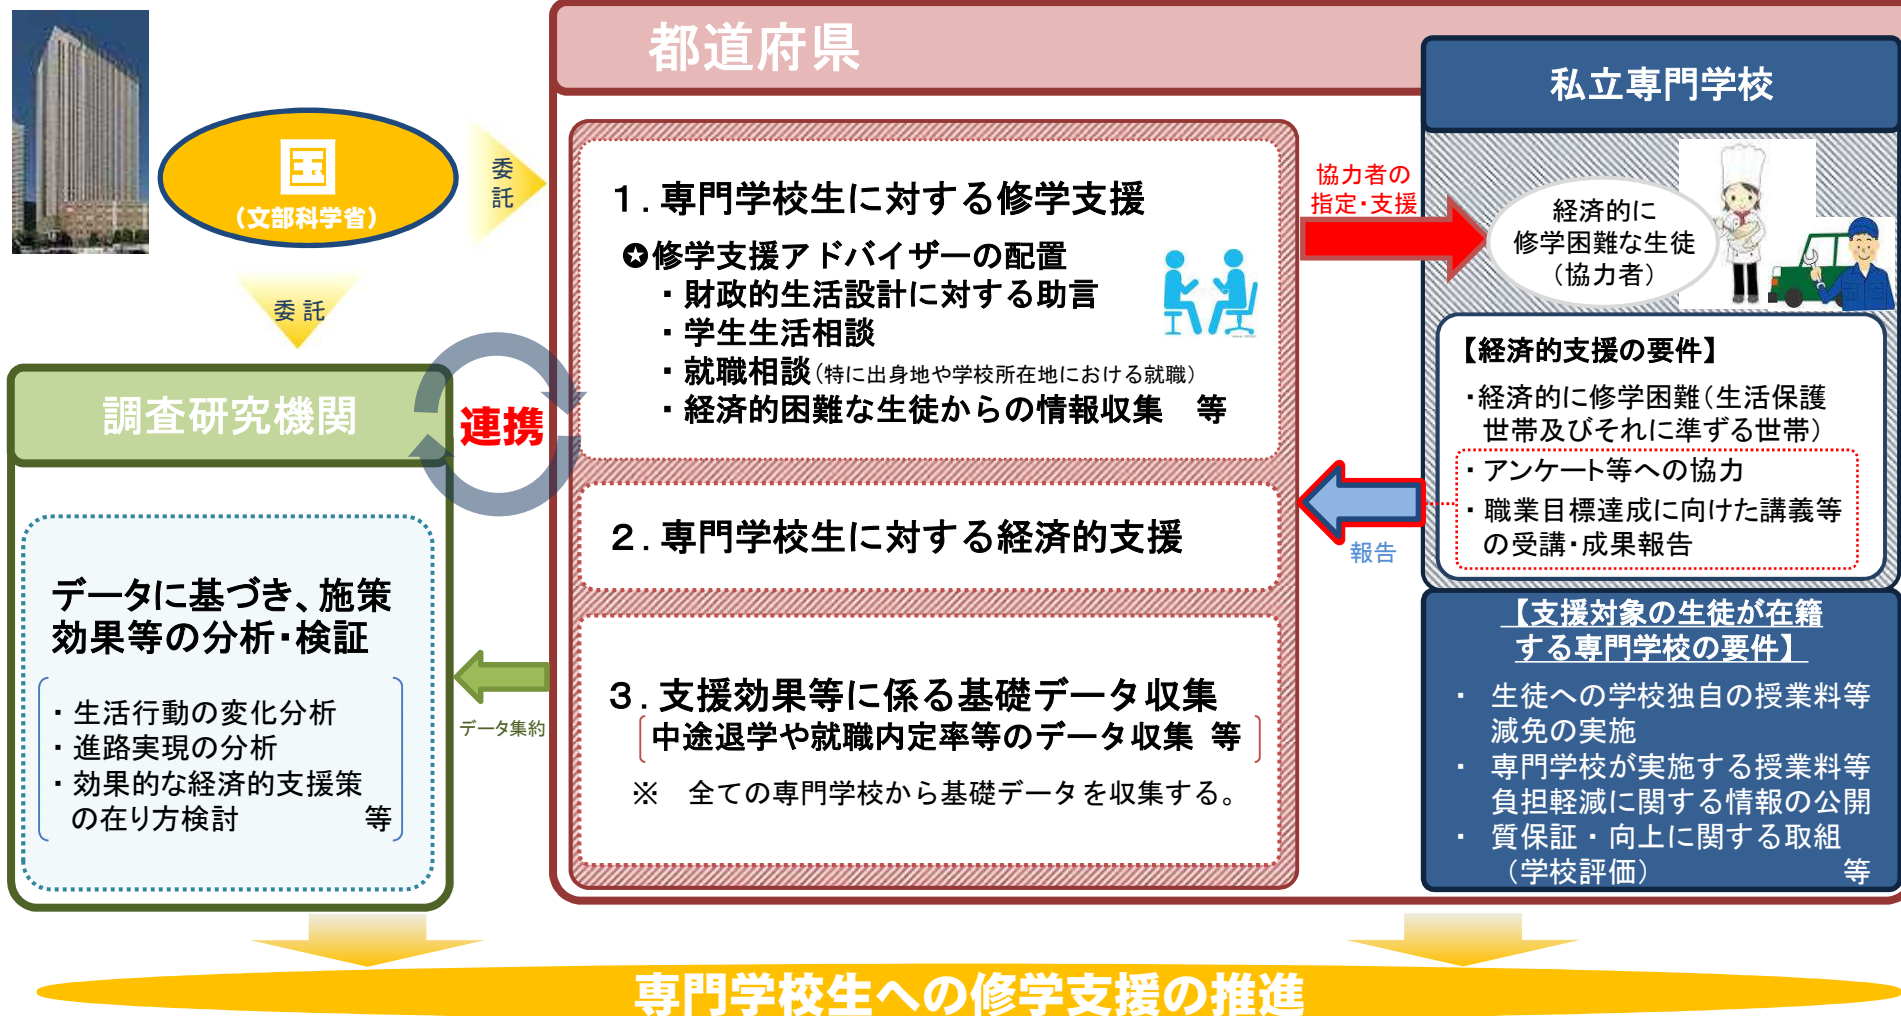 都道府県
国
(文部科学省)
委託
委託
調査研究機関
データに基づき、施策
効果等の分析・検証
・生活行動の変化分析
・進路実現の分析
・効果的な経済的支援策
の在り方検討　等
連携
データ集約
1.専門学校生に対する修学支援
✪修学支援アドバイザーの配置
・財政的生活設計に対する助言
・学生生活相談
・就職相談(特に出身地や学校所在地における就職)
・経済的困難な生徒からの情報収集　等
2.専門学校生に対する経済的支援
3.支援効果等に係る基礎データ収集
中途退学や就職内定率等のデータ収集 等
※　全ての専門学校から基礎データを収集する。
協力者の
指定・支援
報告
私立専門学校
経済的に
修学困難な生徒
(協力者)
【経済的支援の要件】
・経済的に修学困難(生活保護
世帯及びそれに準ずる世帯)
・アンケート等への協力
・職業目標達成に向けた講義等
の受講・成果報告
【支援対象の生徒が在籍
する専門学校の要件】
・ 生徒への学校独自の授業料等
減免の実施
・ 専門学校が実施する授業料等
負担軽減に関する情報の公開
・ 質保証・向上に関する取組
(学校評価)　等
専門学校生への修学支援の推進